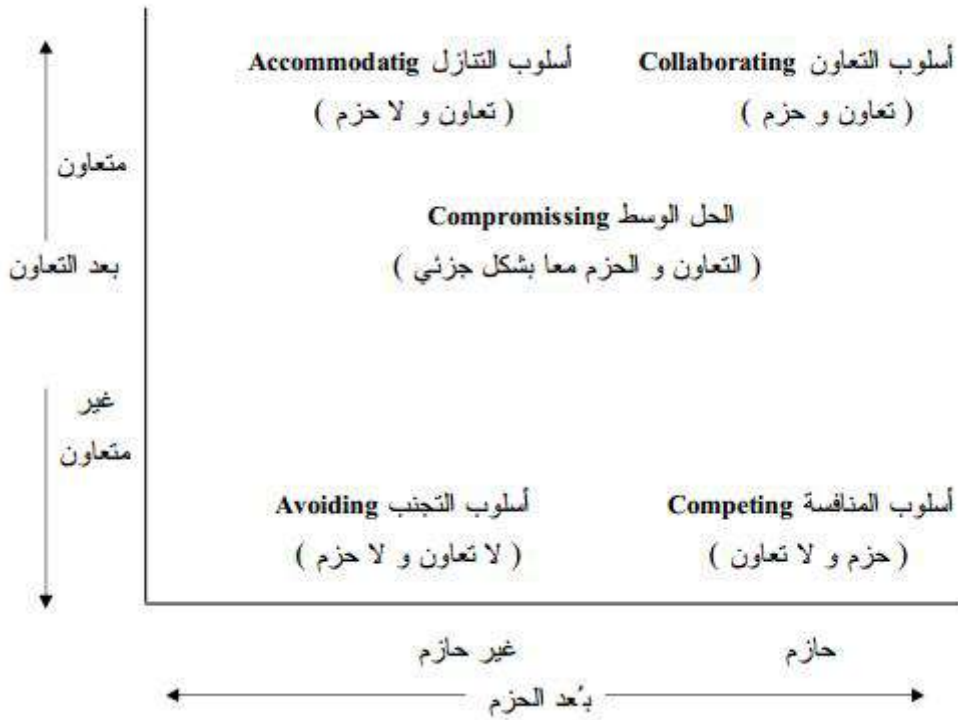 أسلوب التعاون Collaborating
( تعاون و حزم )
أسلوب التنازل Accommodatig
( تعاون و لا حزم )
متعاون
الحل الوسط Compromissing
( التعاون و الحزم معا بشكل جزئي )
بعد التعاون
غير
متعاون
أسلوب المنافسة Competing
( حزم و لا تعاون )
أسلوب التجنب Avoiding
( لا تعاون و لا حزم )
حازم
غير حازم
بُعد الحزم